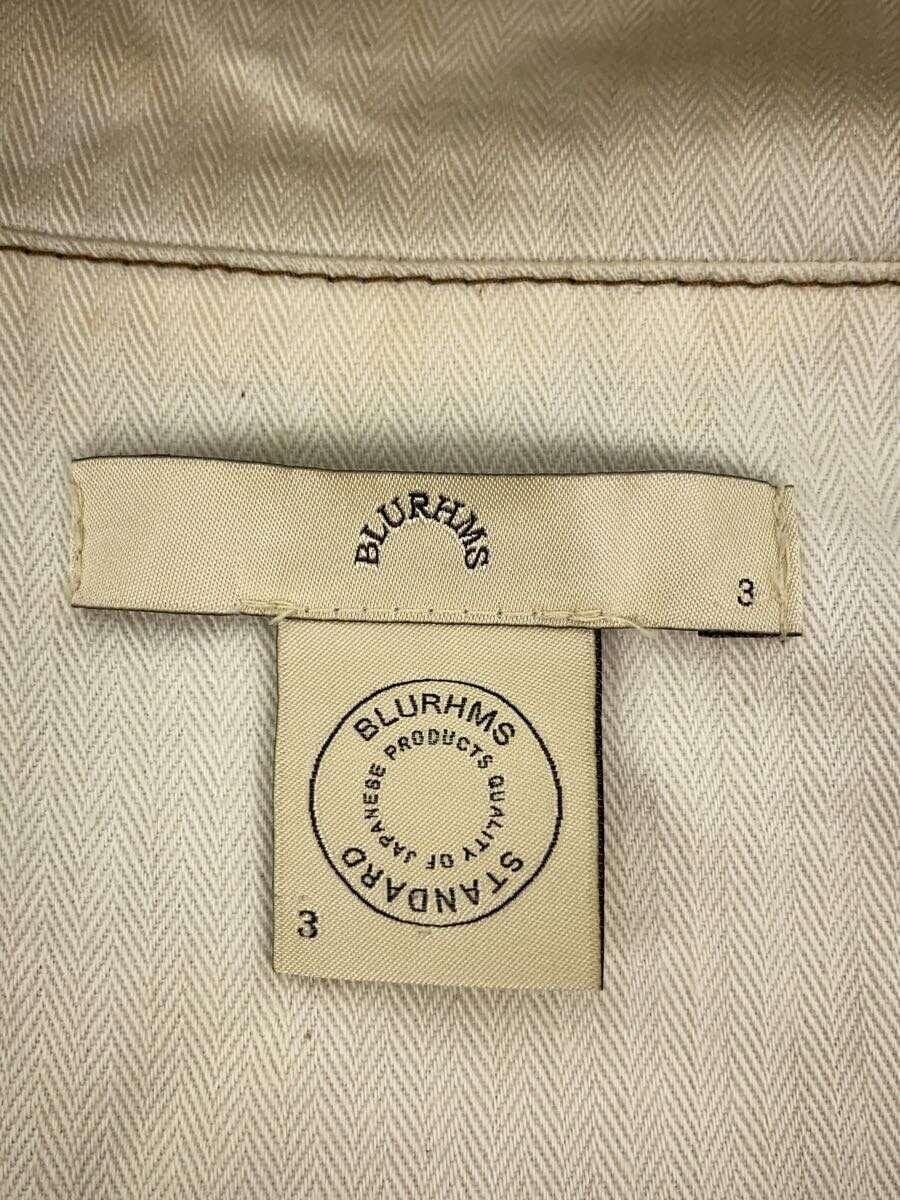 BLURHMS
3
BLURHMS
STANDARD
JAPANESE PRODUCTS QUALITY OF
3